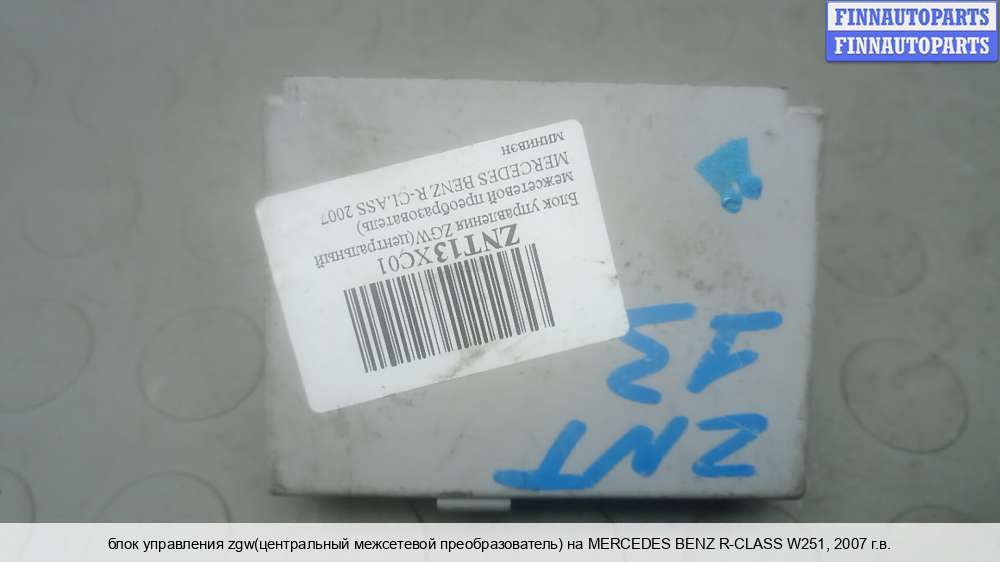 FINNAUTOPARTS
FINNAUTOPARTS
ZNT13XC01
Блок управления ZGW(центральный
межсетевой преобразователь)
MERCEDES BENZ R-CLASS 2007
минивэн
ZNT
13
блок управления zgw(центральный межсетевой преобразователь) на MERCEDES BENZ R-CLASS W251, 2007 г.в.